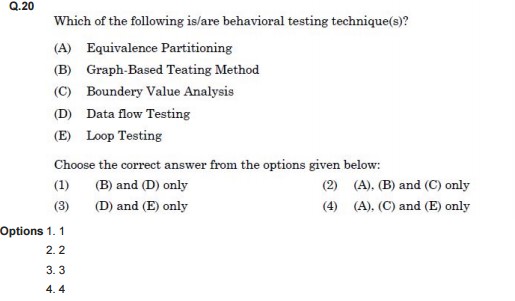 Q.20
Which of the following is/are behavioral testing technique(s)?
(A) Equivalence Partitioning
(B) Graph-Based Teating Method
(C) Boundery Value Analysis
(D) Data flow Testing
(E) Loop Testing
Choose the correct answer from the options given below:
(1) (B) and (D) only (2) (A), (B) and (C) only
(3) (D) and (E) only (4) (A), (C) and (E) only
Options 1. 1
2. 2
3. 3
4. 4